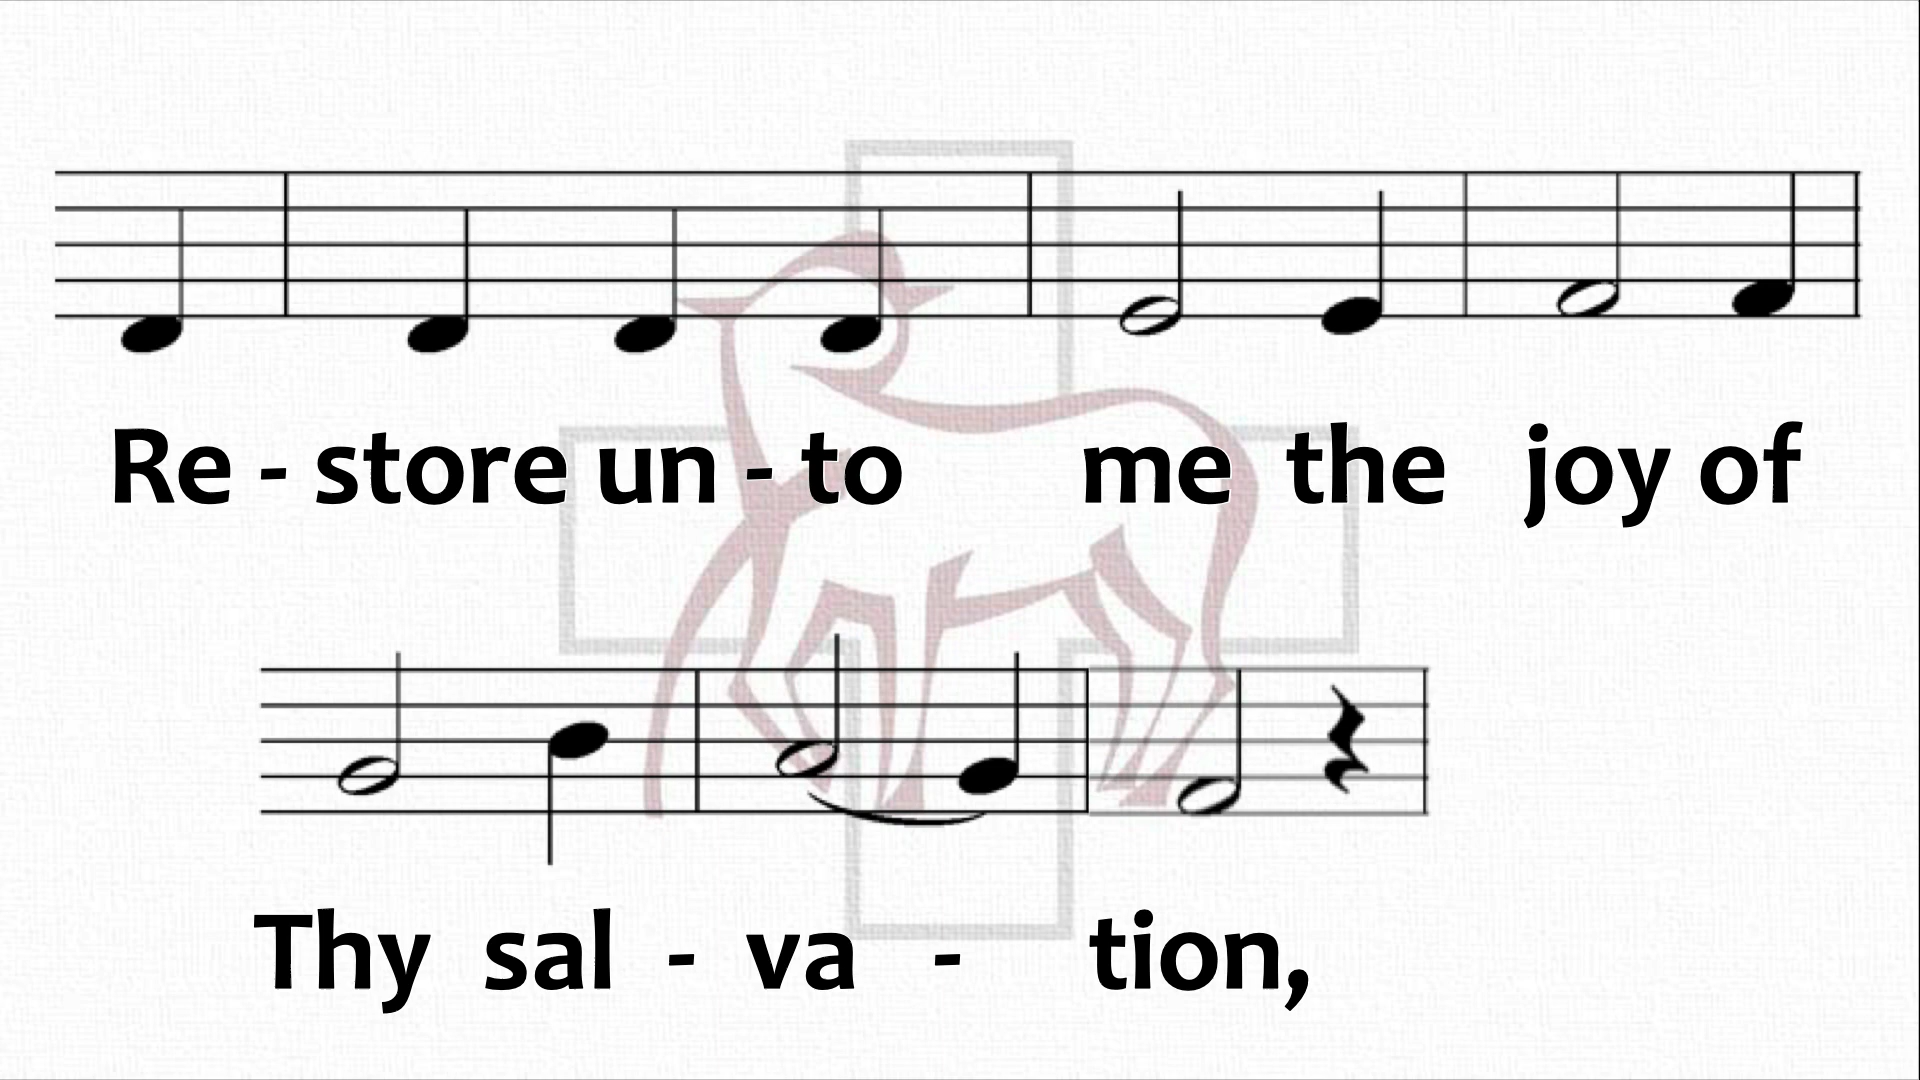 Re - store un - to me the joy of
Thy sal - va - tion,